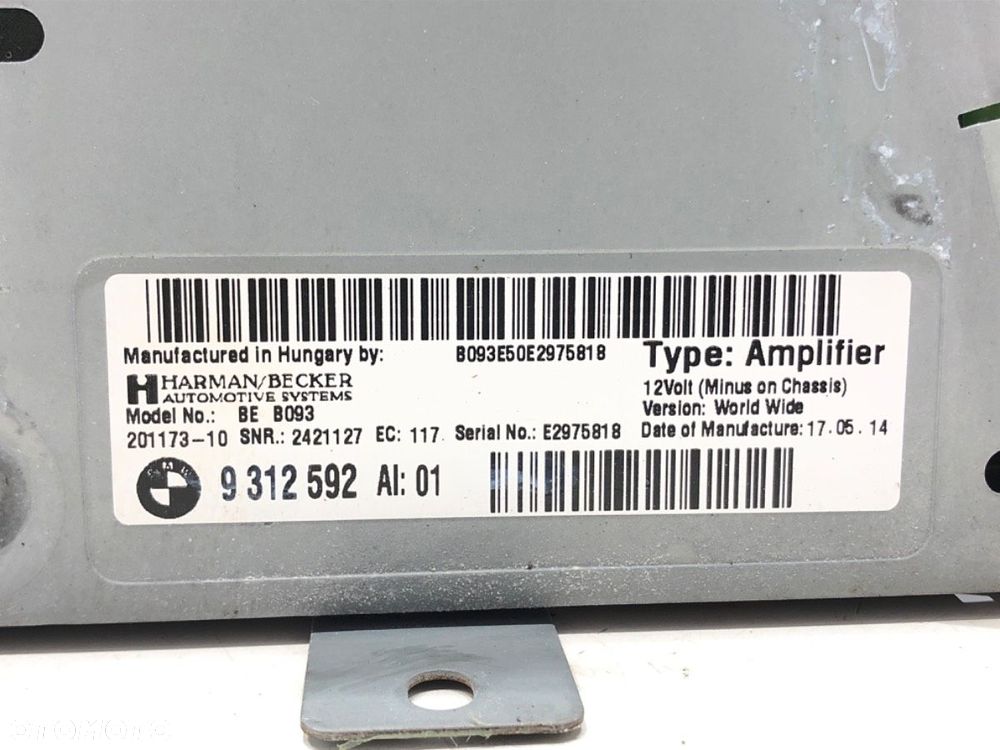 B093E50E2975818
Manufactured in Hungary by:
HARMAN/BECKER
AUTOMOTIVE SYSTEMS
Model No.: BE B093
201173-10 SNR.: 2421127 EC: 117 Serial No.: E2975818
Type: Amplifier
12Volt (Minus on Chassis)
Version: World Wide
Date of Manufacture: 17.05.14
BMW
9 312 592 AI: 01
OTOMOTO